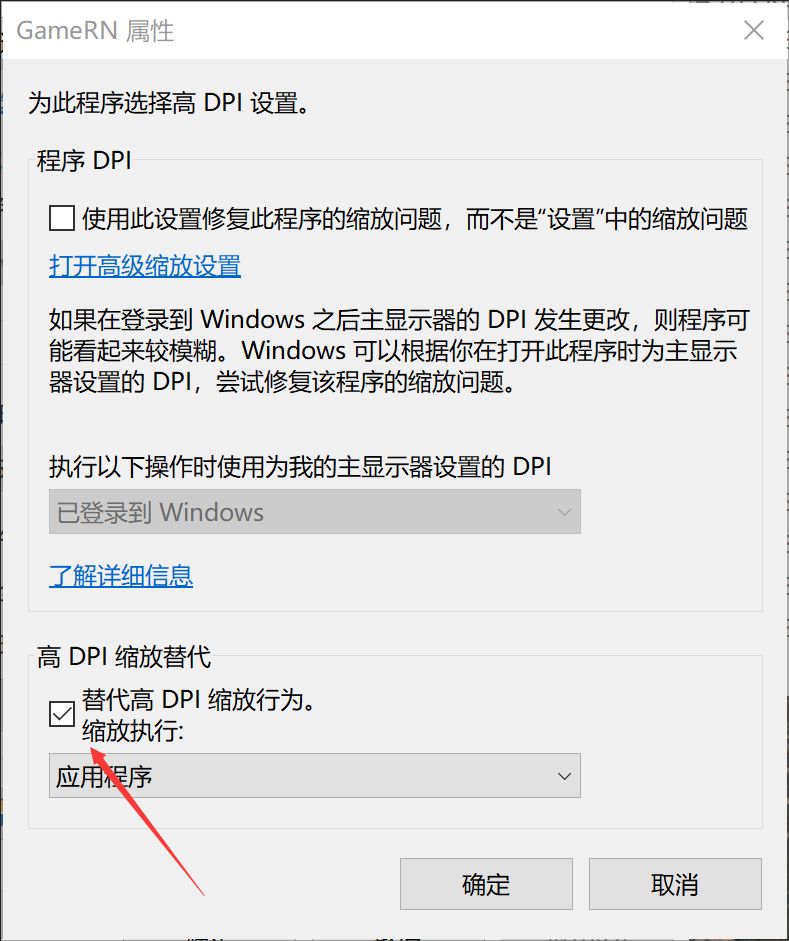 GameRN 属性
为此程序选择高 DPI 设置。
程序 DPI
使用此设置修复此程序的缩放问题，而不是“设置”中的缩放问题
打开高级缩放设置
如果在登录到 Windows 之后主显示器的 DPI 发生更改，则程序可
能看起来较模糊。Windows 可以根据你在打开此程序时为主显示
器设置的 DPI，尝试修复该程序的缩放问题。
执行以下操作时使用为我的主显示器设置的 DPI
已登录到 Windows
了解详细信息
高 DPI 缩放替代
替代高 DPI 缩放行为。
缩放执行:
应用程序
确定
取消